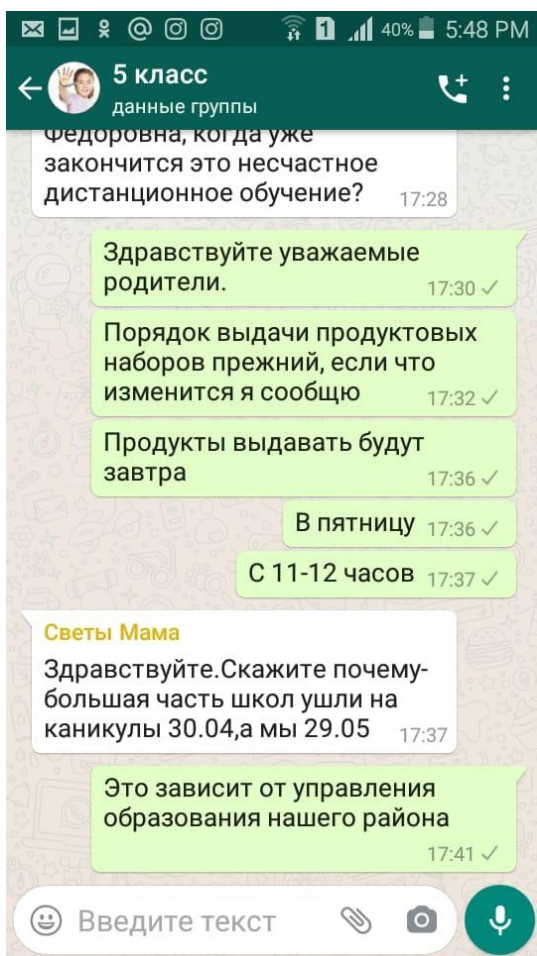 1 40% 5:48 PM
5 класс
данные группы
Федоровна, когда уже
закончится это несчастное
дистанционное обучение?
17:28
Здравствуйте уважаемые
родители.
17:30
Порядок выдачи продуктовых
наборов прежний, если что
изменится я сообщю
17:32
Продукты выдавать будут
завтра
17:36
В пятницу 17:36
С 11-12 часов 17:37
Светы Мама
Здравствуйте.Скажите почему-
большая часть школ ушли на
каникулы 30.04,а мы 29.05
17:37
Это зависит от управления
образования нашего района
17:41
Введите текст